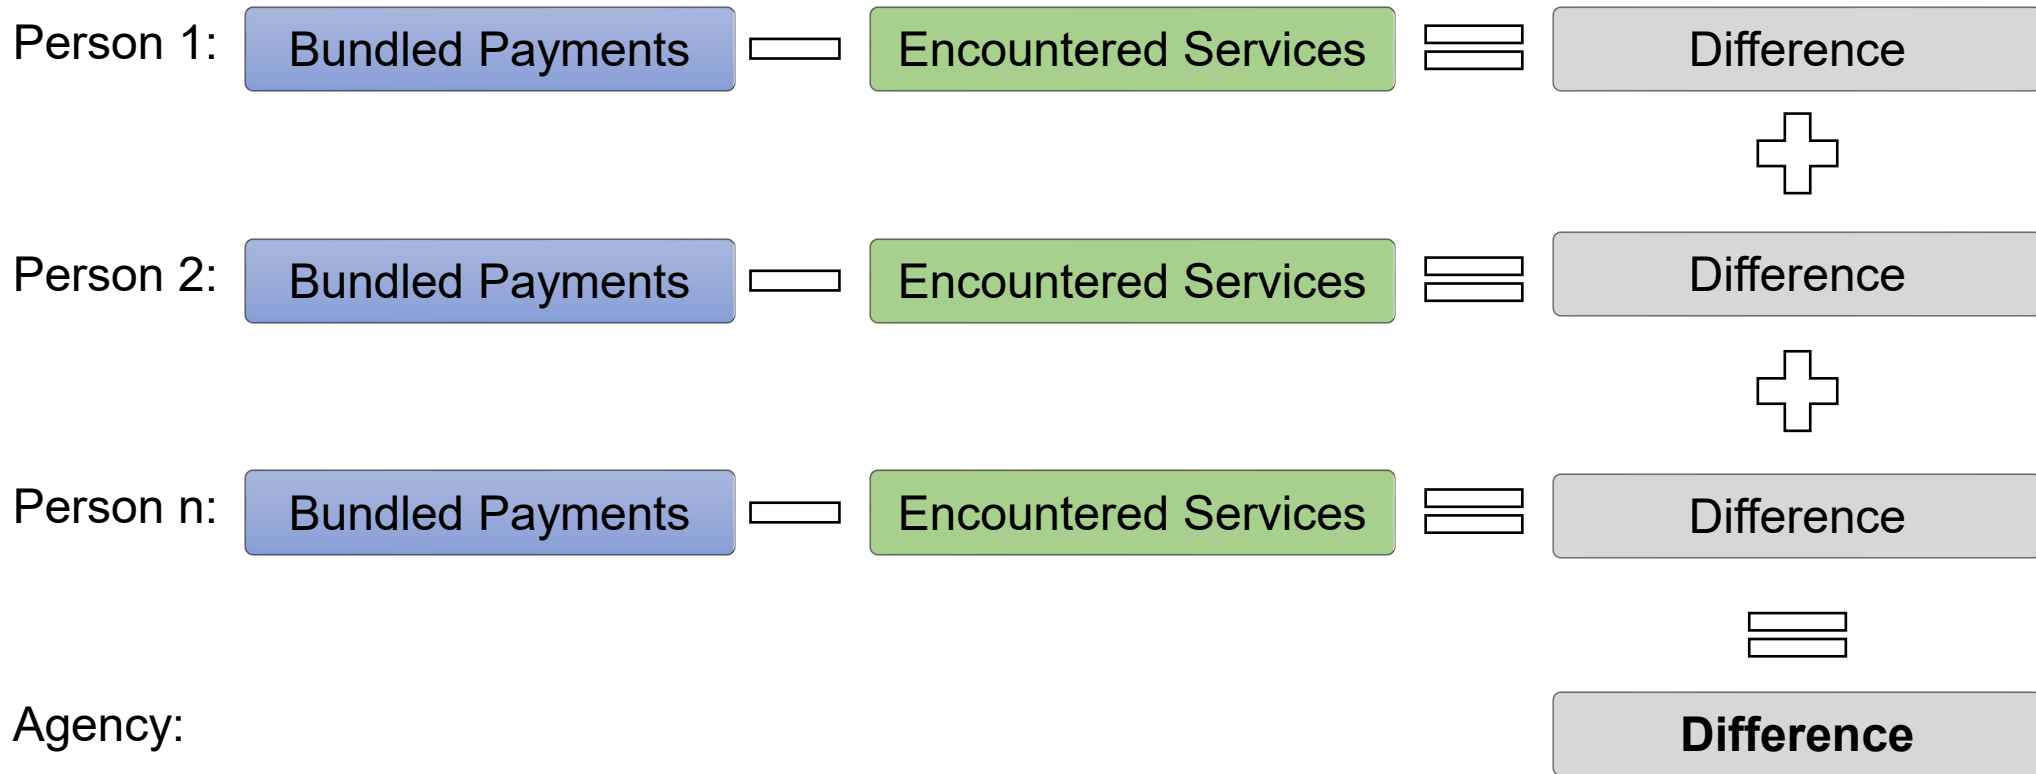 Person 1: Bundled Payments Encountered Services Difference
Person 2: Bundled Payments Encountered Services Difference
Person n: Bundled Payments Encountered Services Difference
Agency: Difference